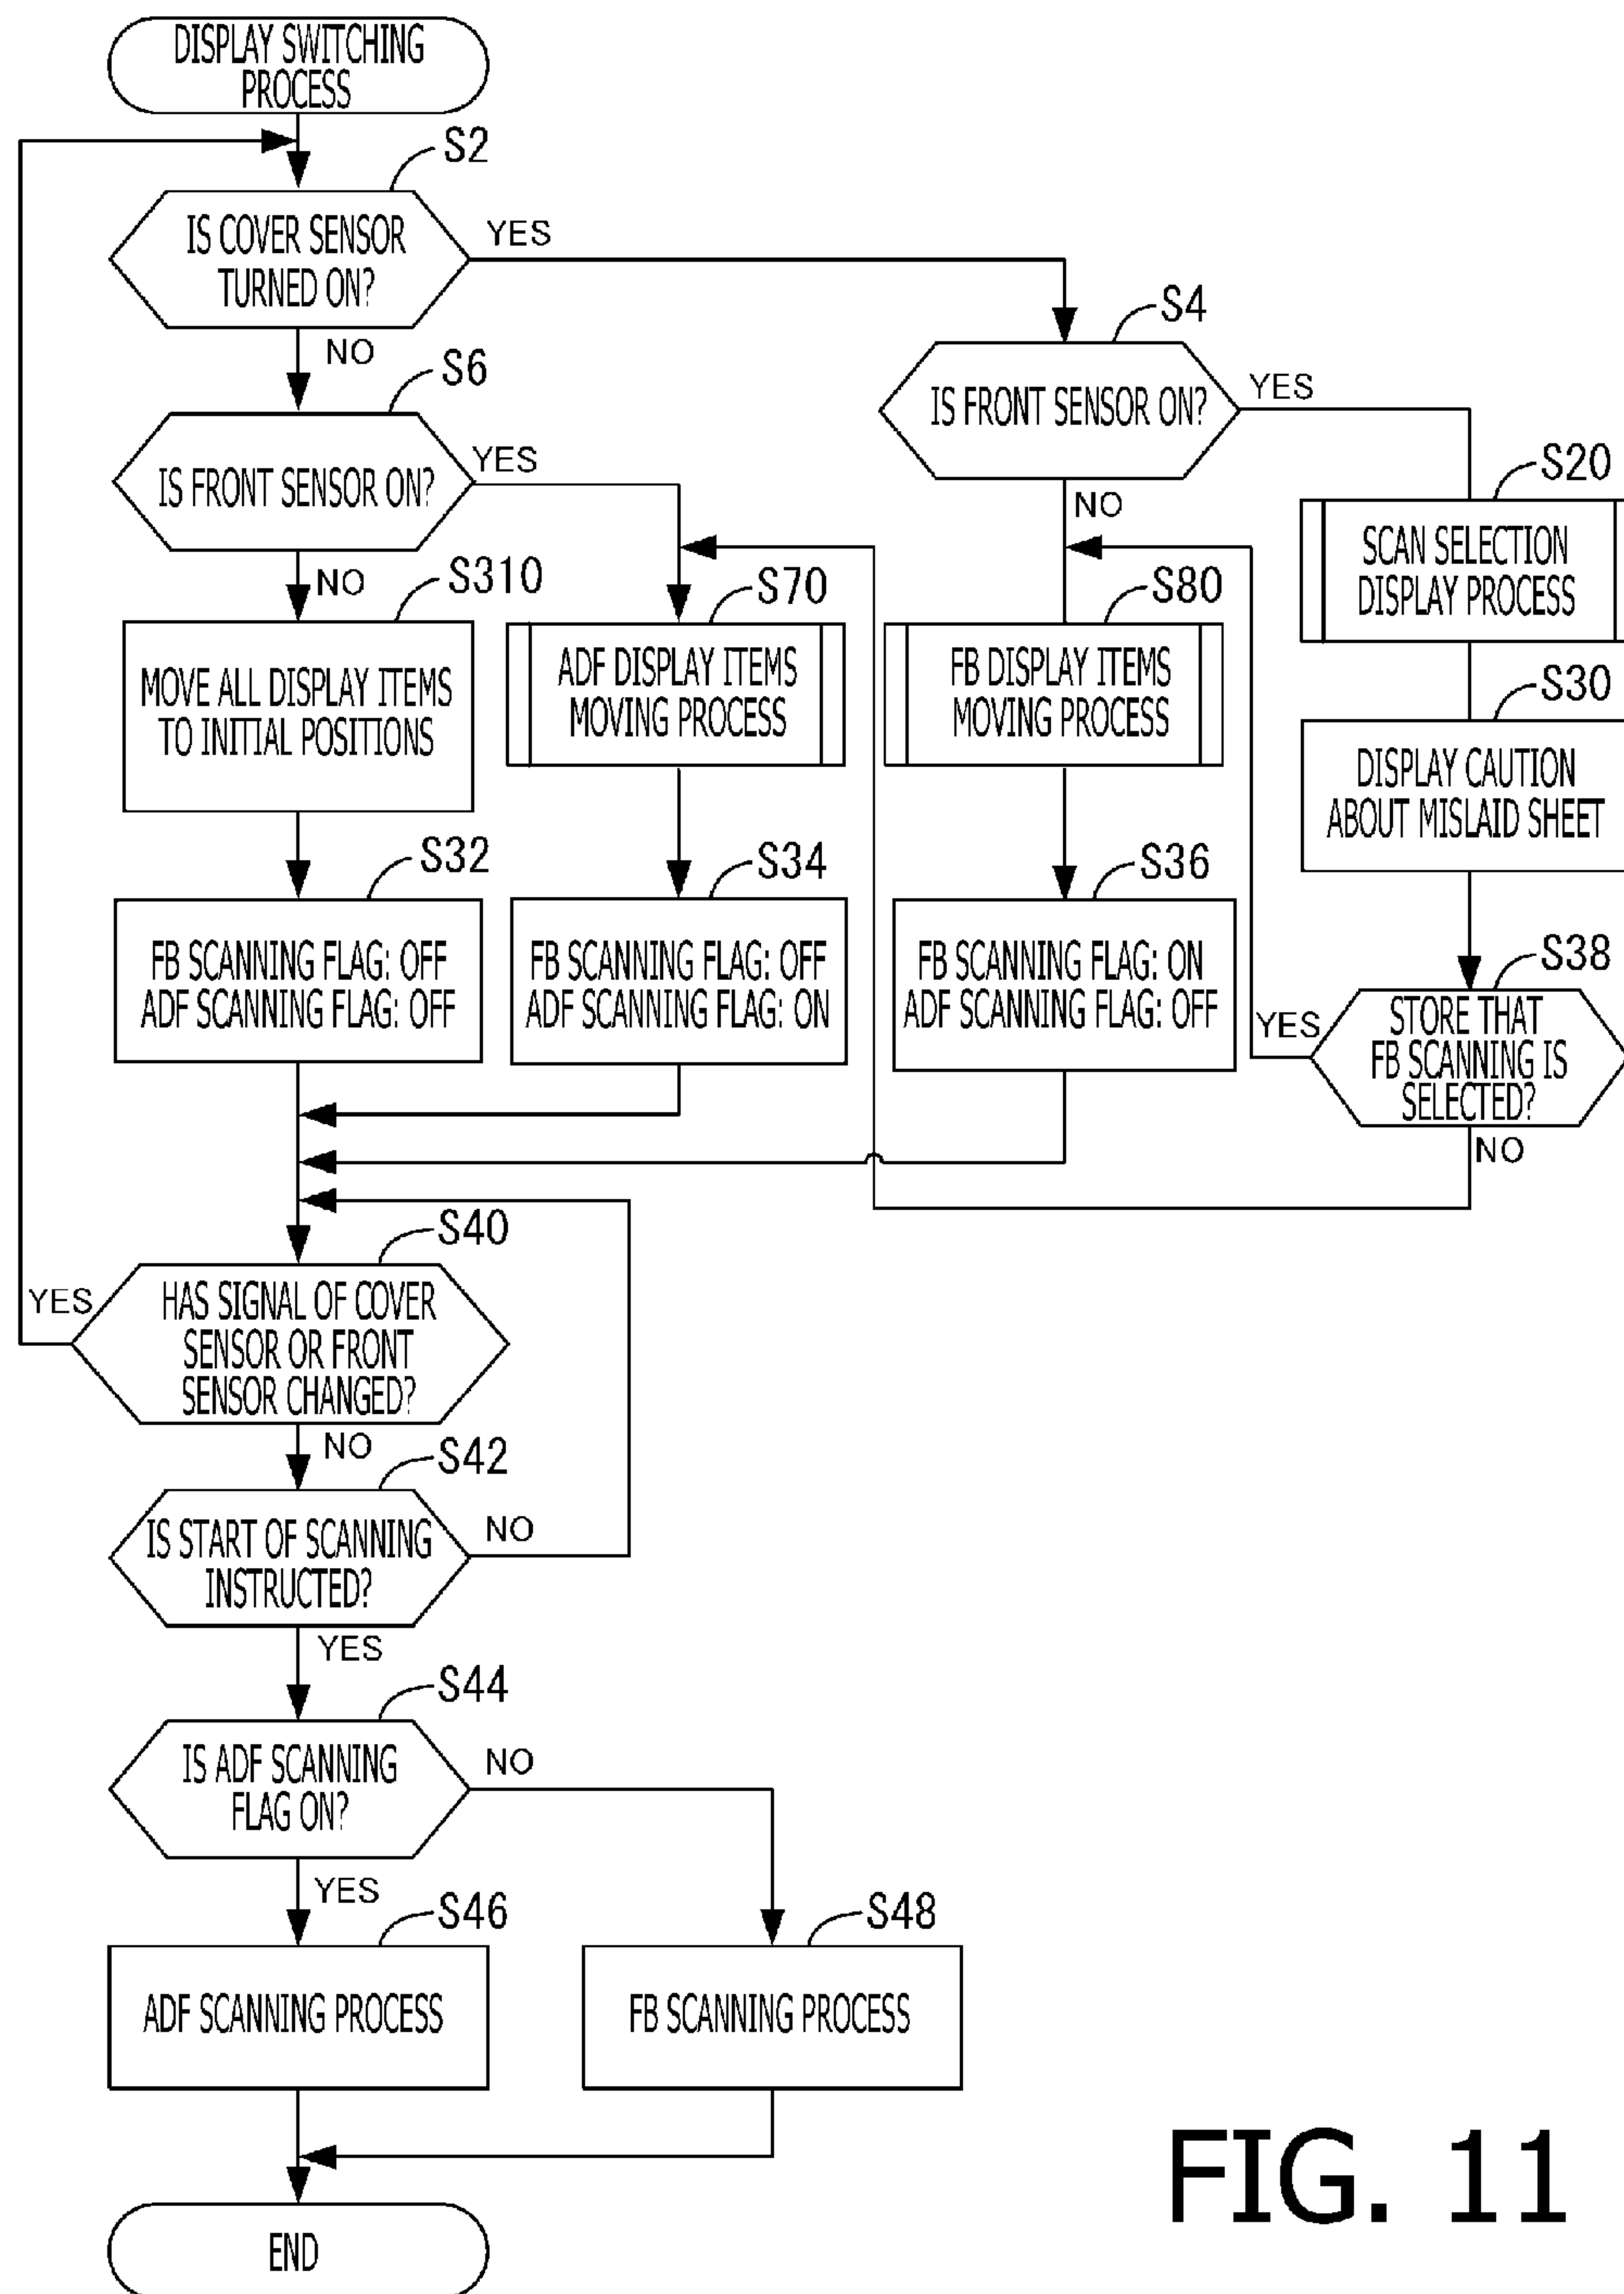 DISPLAY SWITCHING
PROCESS
S2
IS COVER SENSOR
TURNED ON?
YES
NO
S4
IS FRONT SENSOR ON?
YES
NO
S6
IS FRONT SENSOR ON?
YES
NO
S20
SCAN SELECTION
DISPLAY PROCESS
S310
MOVE ALL DISPLAY ITEMS
TO INITIAL POSITIONS
S70
ADF DISPLAY ITEMS
MOVING PROCESS
S80
FB DISPLAY ITEMS
MOVING PROCESS
S30
DISPLAY CAUTION
ABOUT MISLAID SHEET
S32
FB SCANNING FLAG: OFF
ADF SCANNING FLAG: OFF
S34
FB SCANNING FLAG: OFF
ADF SCANNING FLAG: ON
S36
FB SCANNING FLAG: ON
ADF SCANNING FLAG: OFF
S38
STORE THAT
FB SCANNING IS
SELECTED?
YES
NO
S40
HAS SIGNAL OF COVER
SENSOR OR FRONT
SENSOR CHANGED?
YES
NO
S42
IS START OF SCANNING
INSTRUCTED?
NO
YES
S44
IS ADF SCANNING
FLAG ON?
NO
YES
S46
ADF SCANNING PROCESS
S48
FB SCANNING PROCESS
END
FIG. 11